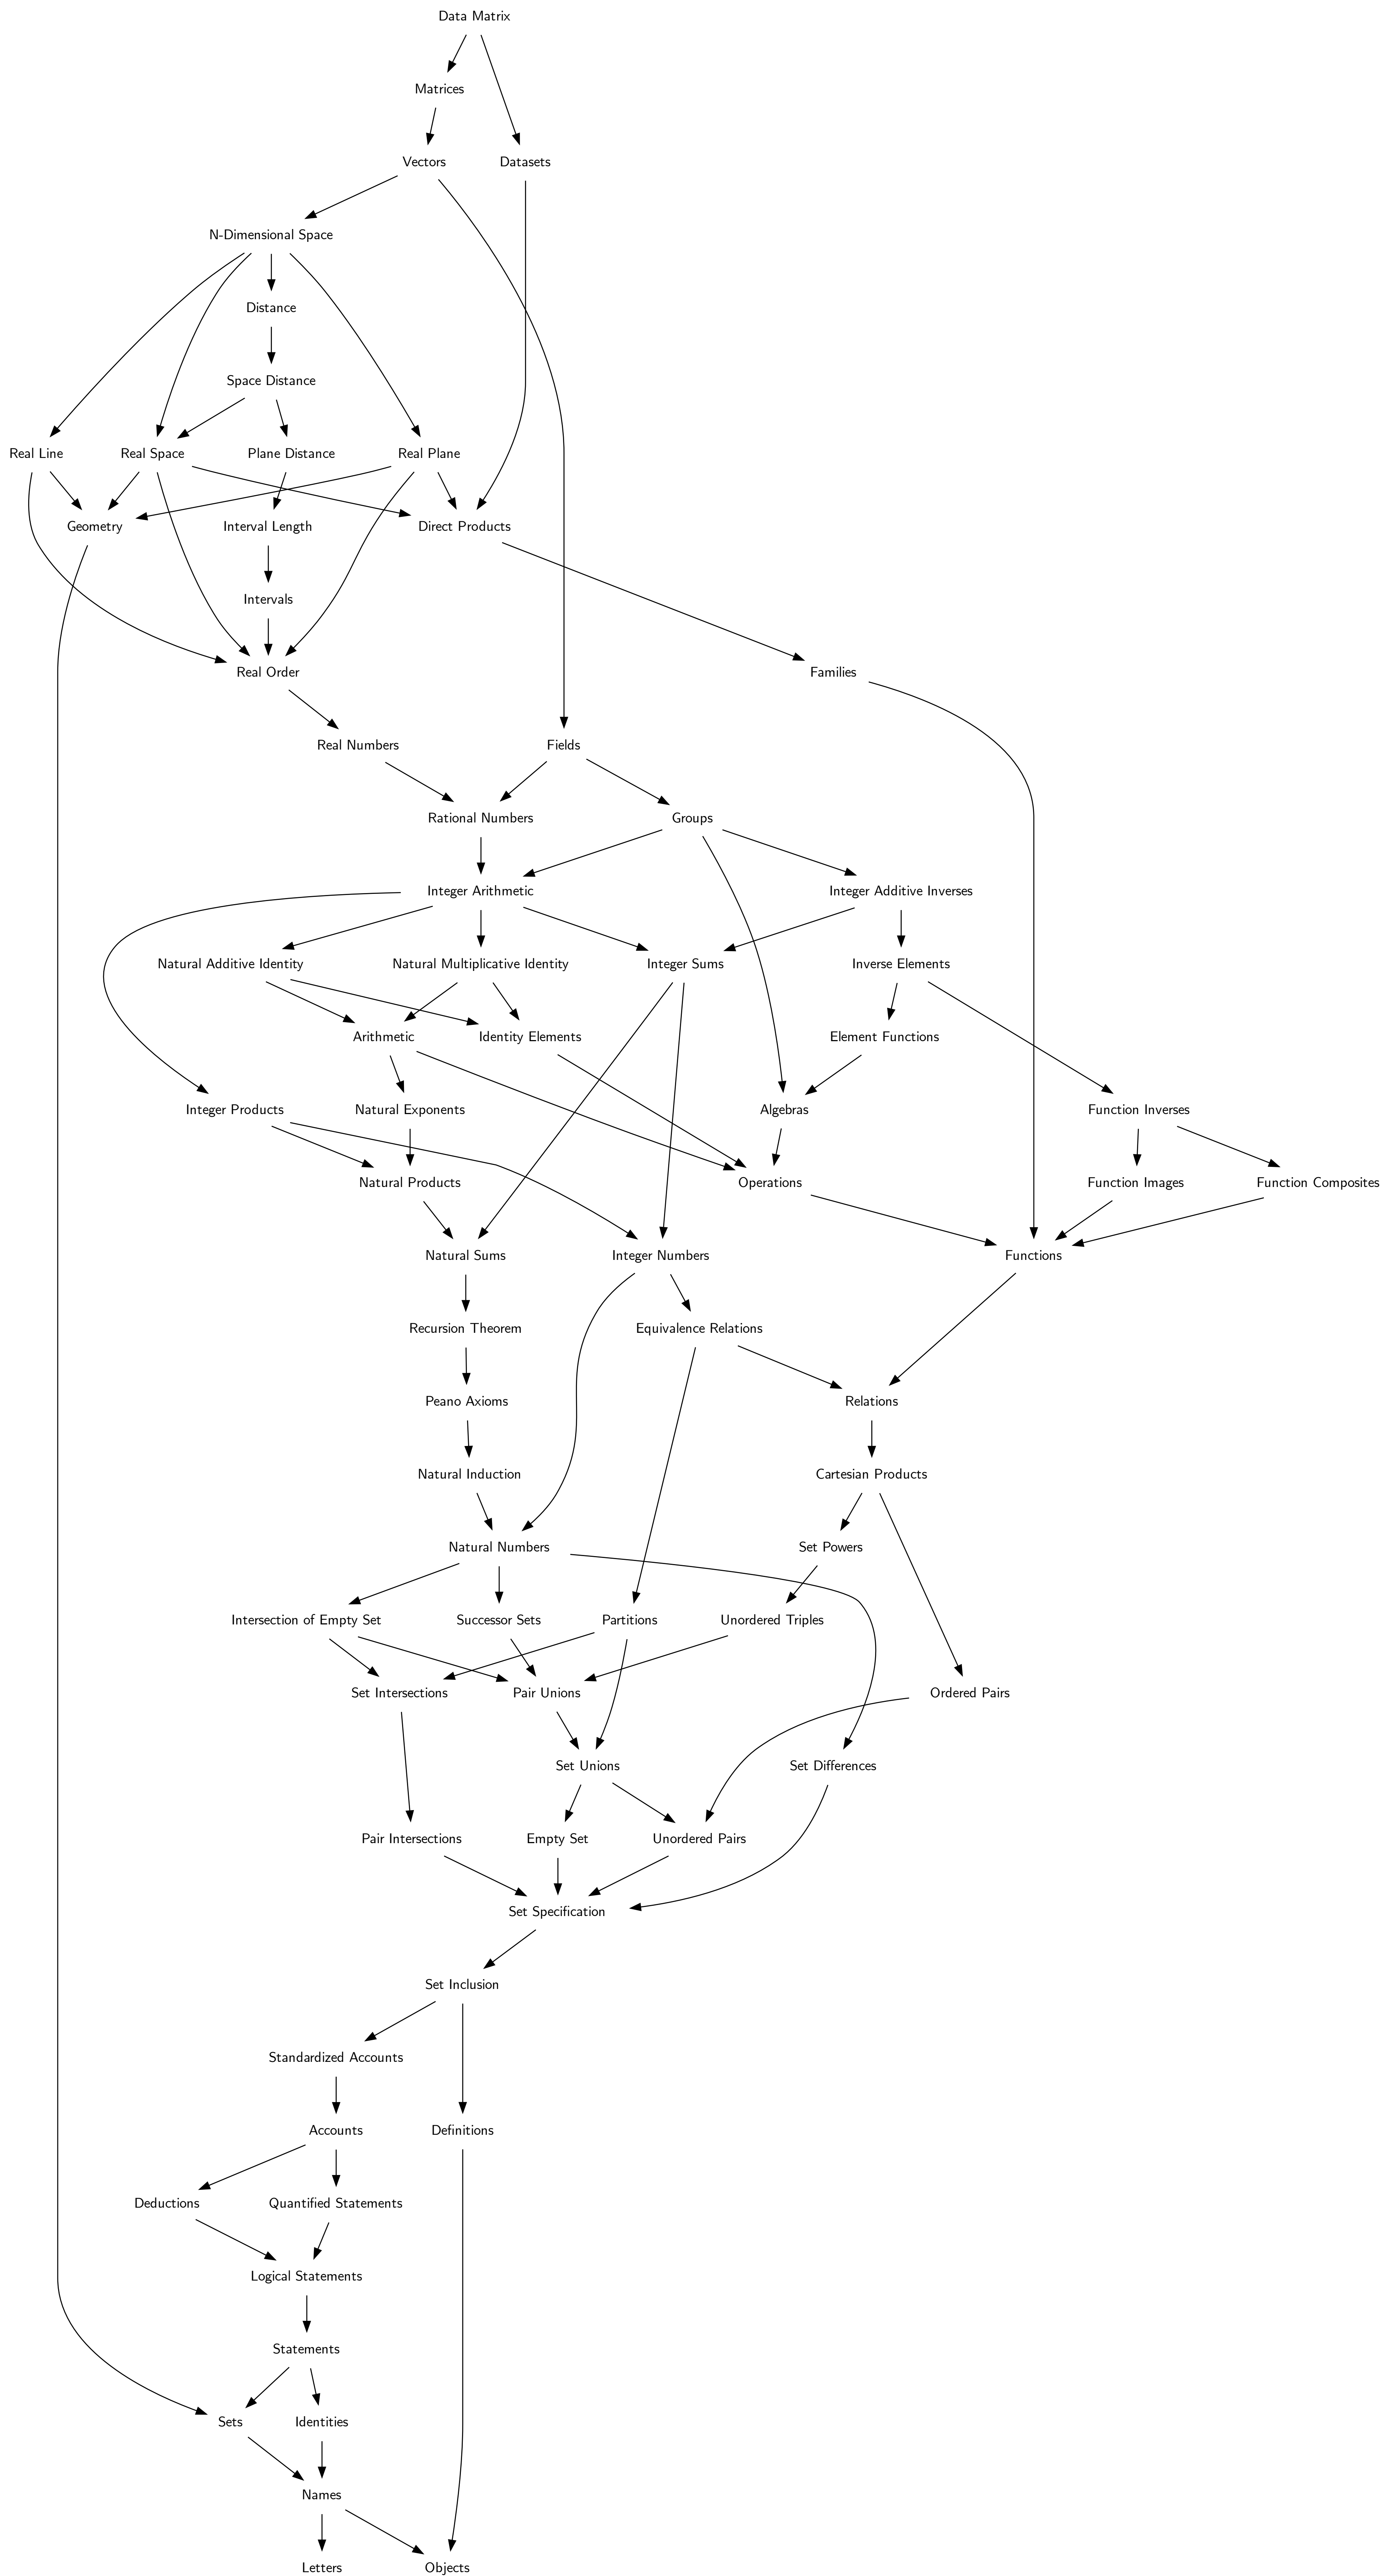 Data Matrix
Matrices
Vectors
Datasets
N-Dimensional Space
Distance
Space Distance
Real Line
Real Space
Plane Distance
Real Plane
Geometry
Interval Length
Direct Products
Intervals
Real Order
Families
Real Numbers
Fields
Rational Numbers
Groups
Integer Arithmetic
Integer Additive Inverses
Natural Additive Identity
Natural Multiplicative Identity
Integer Sums
Inverse Elements
Arithmetic
Identity Elements
Element Functions
Integer Products
Natural Exponents
Algebras
Function Inverses
Natural Products
Operations
Function Images
Function Composites
Natural Sums
Integer Numbers
Functions
Recursion Theorem
Equivalence Relations
Peano Axioms
Relations
Natural Induction
Cartesian Products
Natural Numbers
Set Powers
Intersection of Empty Set
Successor Sets
Partitions
Unordered Triples
Set Intersections
Pair Unions
Ordered Pairs
Set Unions
Set Differences
Pair Intersections
Empty Set
Unordered Pairs
Set Specification
Set Inclusion
Standardized Accounts
Accounts
Definitions
Deductions
Quantified Statements
Logical Statements
Statements
Sets
Identities
Names
Letters
Objects